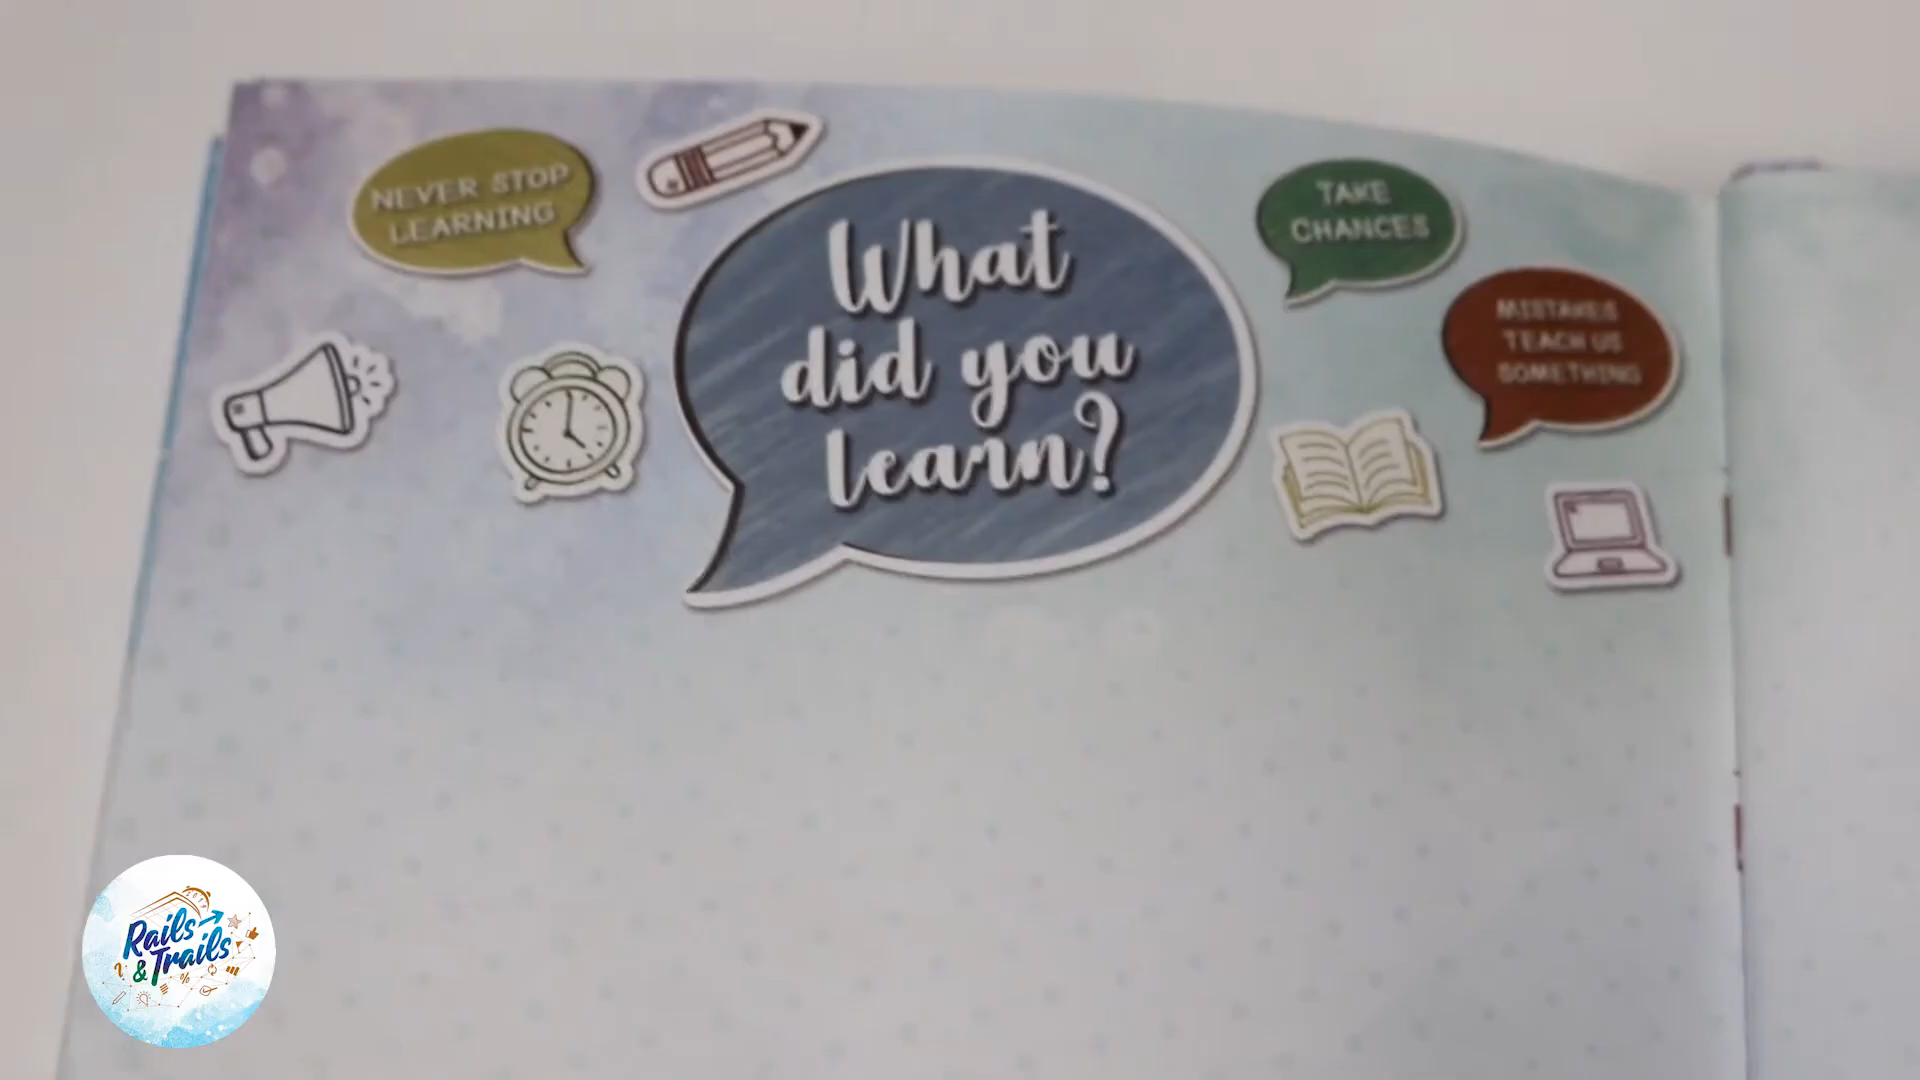 NEVER STOP
LEARNING
What
did you
learn?
TAKE
CHANCES
MISTAKES
TEACH US
SOMETHING
Rails
& Trails